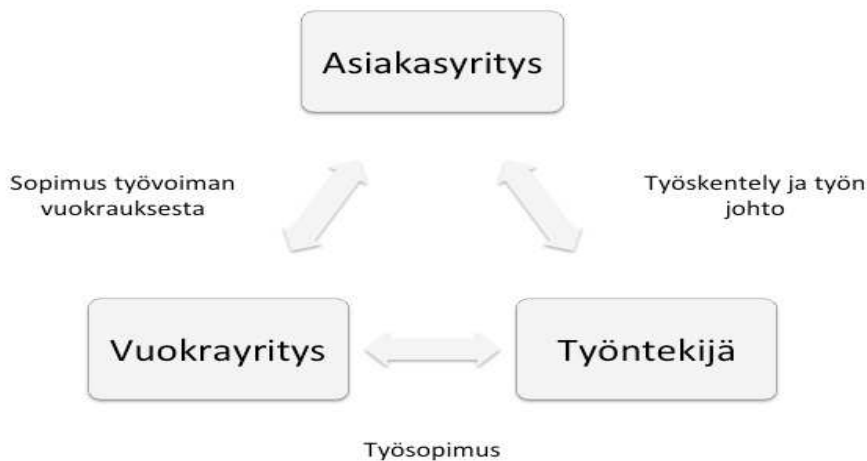 Asiakasyritys
Sopimus työvoiman
vuokrauksesta
Työskentely ja työn
johto
Vuokrayritys
Työntekijä
Työsopimus